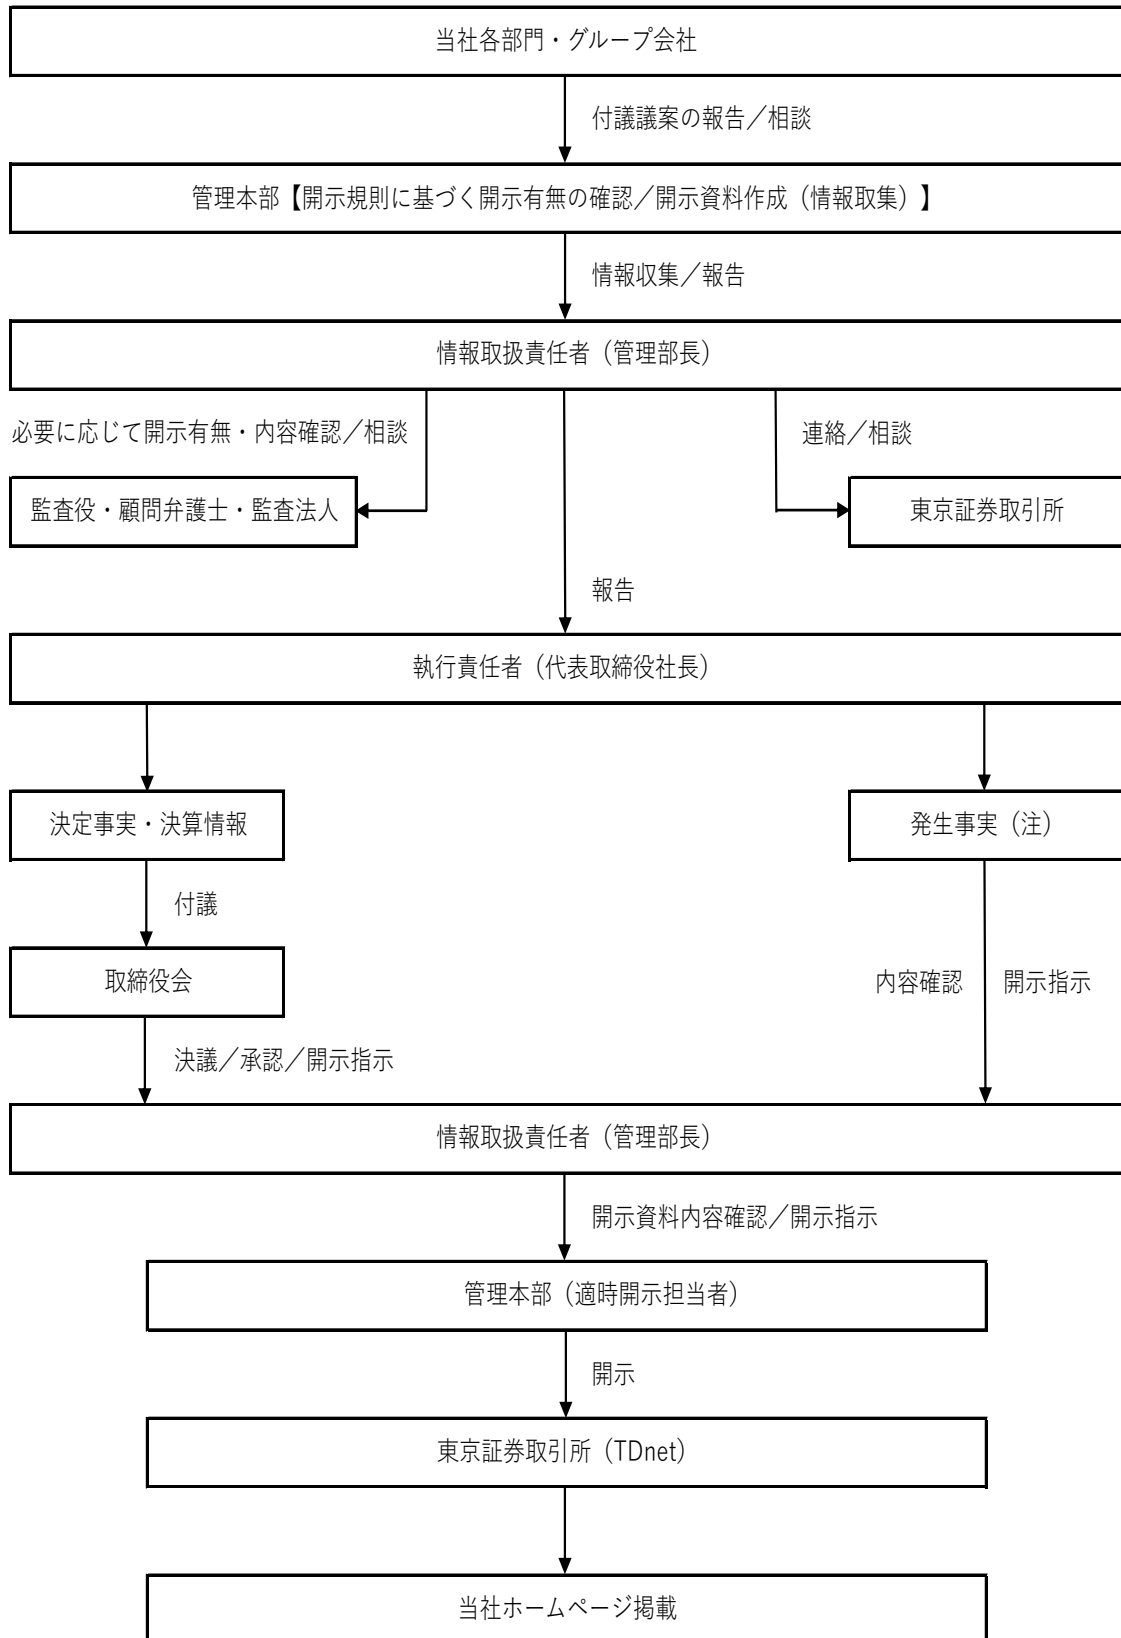 当社各部門・グループ会社
付議議案の報告／相談
管理本部【開示規則に基づく開示有無の確認／開示資料作成（情報取集）】
情報収集／報告
情報取扱責任者（管理部長）
必要に応じて開示有無・内容確認／相談
連絡／相談
監査役・顧問弁護士・監査法人
東京証券取引所
報告
執行責任者（代表取締役社長）
決定事実・決算情報
発生事実（注）
付議
取締役会
内容確認
開示指示
決議／承認／開示指示
情報取扱責任者（管理部長）
開示資料内容確認／開示指示
管理本部（適時開示担当者）
開示
東京証券取引所（TDnet）
当社ホームページ掲載